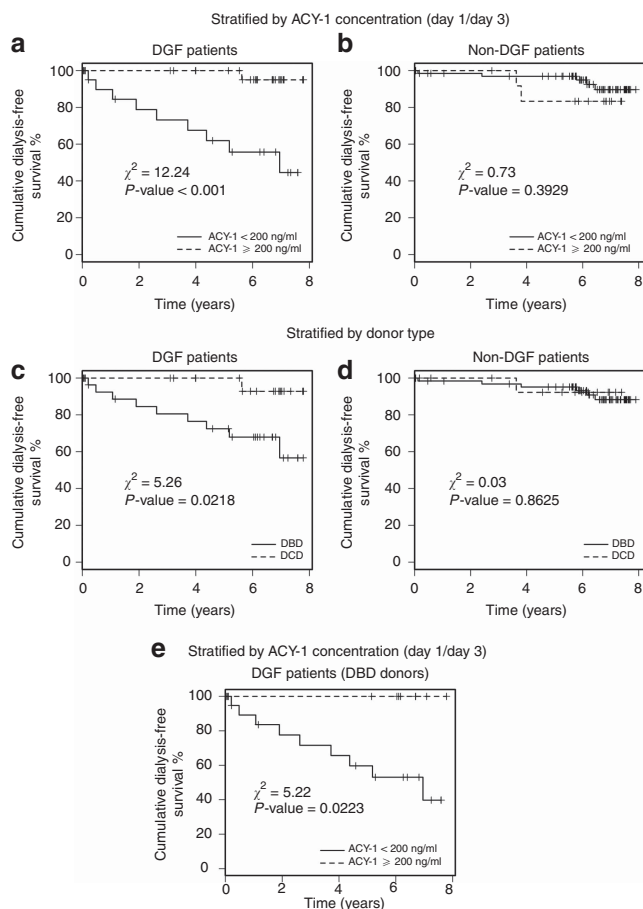 Stratified by ACY-1 concentration (day 1/day 3)
a
DGF patients
Cumulative dialysis-free
survival %
100
80
60
40
20
0
χ² = 12.24
P-value < 0.001
ACY-1 < 200 ng/ml
ACY-1 ⩾ 200 ng/ml
0 2 4 6 8
Time (years)
b
Non-DGF patients
Cumulative dialysis-free
survival %
100
80
60
40
20
0
χ² = 0.73
P-value = 0.3929
ACY-1 < 200 ng/ml
ACY-1 ⩾ 200 ng/ml
0 2 4 6 8
Time (years)
Stratified by donor type
c
DGF patients
Cumulative dialysis-free
survival %
100
80
60
40
20
0
χ² = 5.26
P-value = 0.0218
DBD
DCD
0 2 4 6 8
Time (years)
d
Non-DGF patients
Cumulative dialysis-free
survival %
100
80
60
40
20
0
χ² = 0.03
P-value = 0.8625
DBD
DCD
0 2 4 6 8
Time (years)
e
Stratified by ACY-1 concentration (day 1/day 3)
DGF patients (DBD donors)
Cumulative dialysis-free
survival %
100
80
60
40
20
0
χ² = 5.22
P-value = 0.0223
ACY-1 < 200 ng/ml
ACY-1 ⩾ 200 ng/ml
0 2 4 6 8
Time (years)